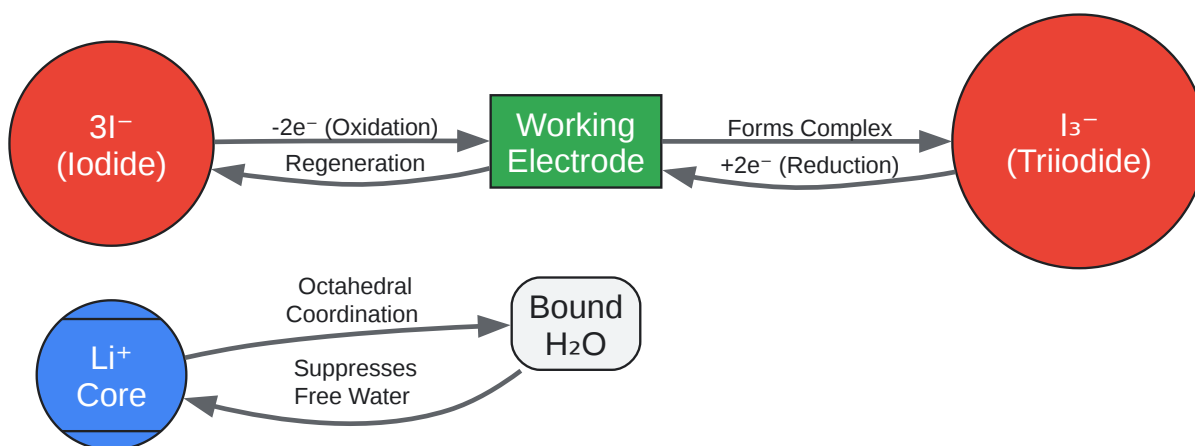 3I⁻
(Iodide)
-2e⁻ (Oxidation)
Regeneration
Working
Electrode
Forms Complex
+2e⁻ (Reduction)
I₃⁻
(Triiodide)
Li⁺
Core
Octahedral
Coordination
Suppresses
Free Water
Bound
H₂O